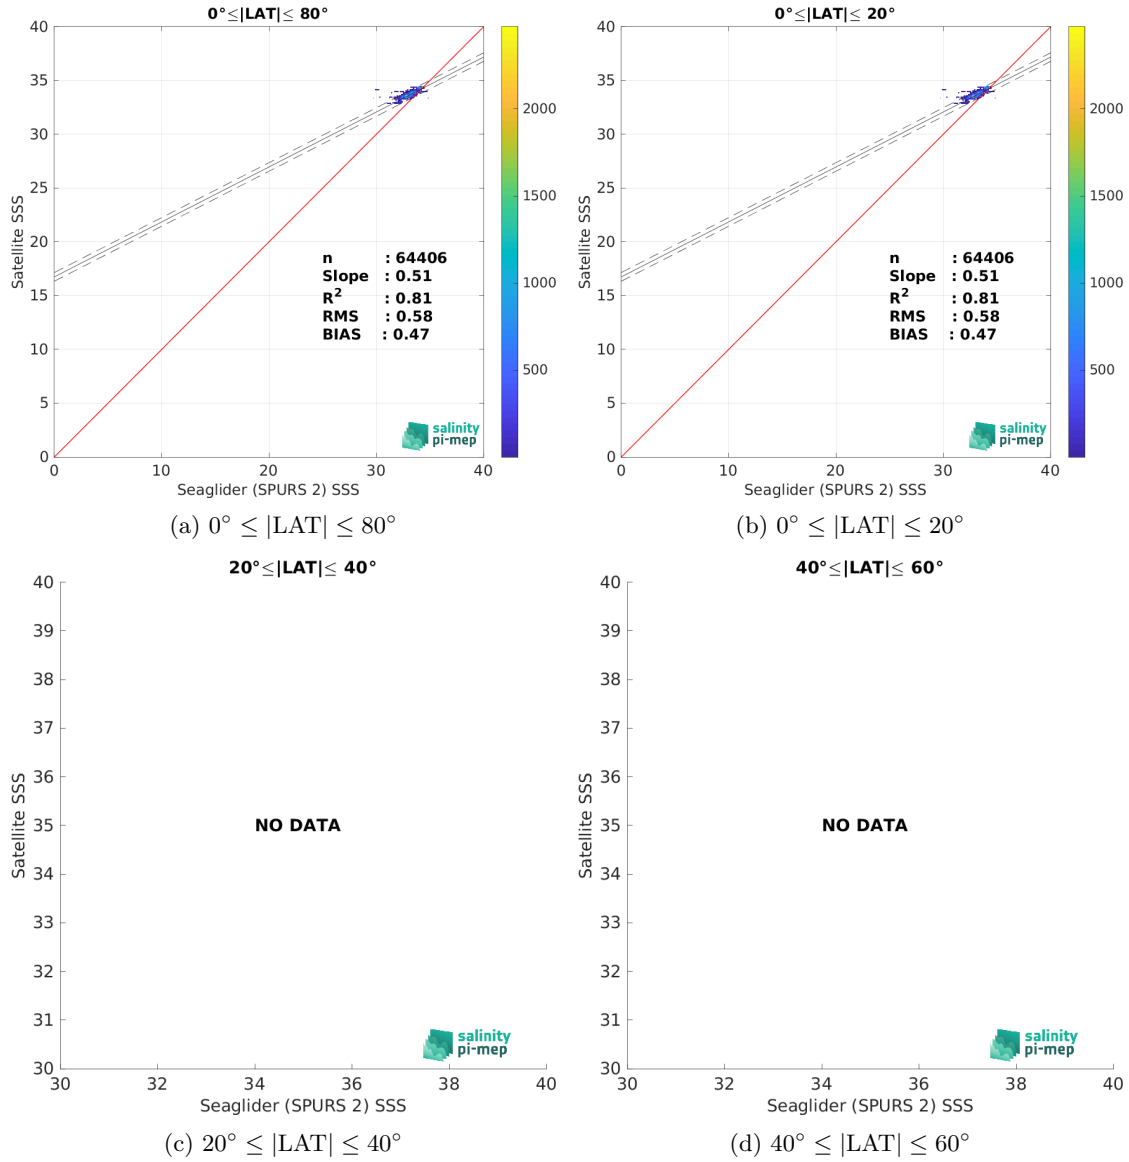 0°≤|LAT|≤ 80°
40
35
30
25
20
15
10
5
0
Satellite SSS
n : 64406
Slope : 0.51
R² : 0.81
RMS : 0.58
BIAS : 0.47
salinity
pi-mep
0 10 20 30 40
Seaglider (SPURS 2) SSS
2000
1500
1000
500
(a) 0° ≤ |LAT| ≤ 80°
0°≤|LAT|≤ 20°
40
35
30
25
20
15
10
5
0
Satellite SSS
n : 64406
Slope : 0.51
R² : 0.81
RMS : 0.58
BIAS : 0.47
salinity
pi-mep
0 10 20 30 40
Seaglider (SPURS 2) SSS
2000
1500
1000
500
(b) 0° ≤ |LAT| ≤ 20°
20°≤|LAT|≤ 40°
40
39
38
37
36
35
34
33
32
31
30
Satellite SSS
NO DATA
salinity
pi-mep
30 32 34 36 38 40
Seaglider (SPURS 2) SSS
(c) 20° ≤ |LAT| ≤ 40°
40°≤|LAT|≤ 60°
40
39
38
37
36
35
34
33
32
31
30
Satellite SSS
NO DATA
salinity
pi-mep
30 32 34 36 38 40
Seaglider (SPURS 2) SSS
(d) 40° ≤ |LAT| ≤ 60°